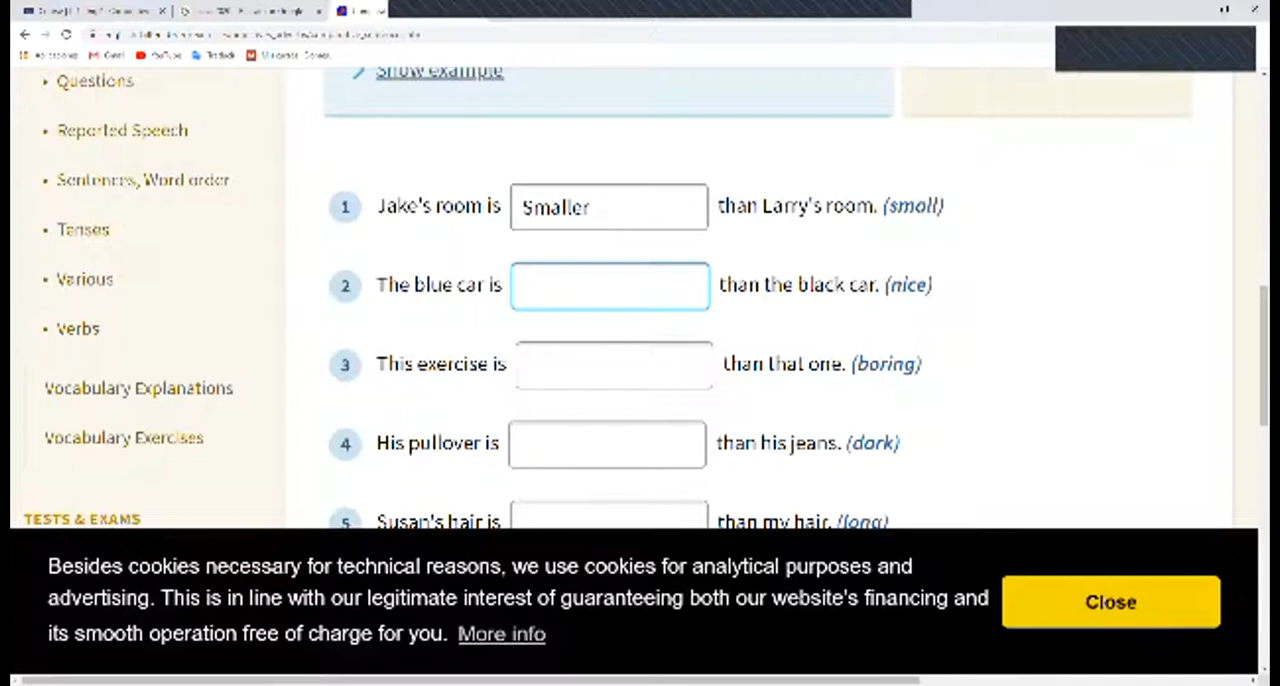 YouTube
Show example
• Questions
• Reported Speech
• Sentences, Word order
• Tenses
• Various
• Verbs
Vocabulary Explanations
Vocabulary Exercises
TESTS & EXAMS
1 Jake's room is Smaller than Larry's room. (small)
2 The blue car is than the black car. (nice)
3 This exercise is than that one. (boring)
4 His pullover is than his jeans. (dark)
5 Susan's hair is than my hair. (long)
Besides cookies necessary for technical reasons, we use cookies for analytical purposes and
advertising. This is in line with our legitimate interest of guaranteeing both our website's financing and
its smooth operation free of charge for you. More info
Close